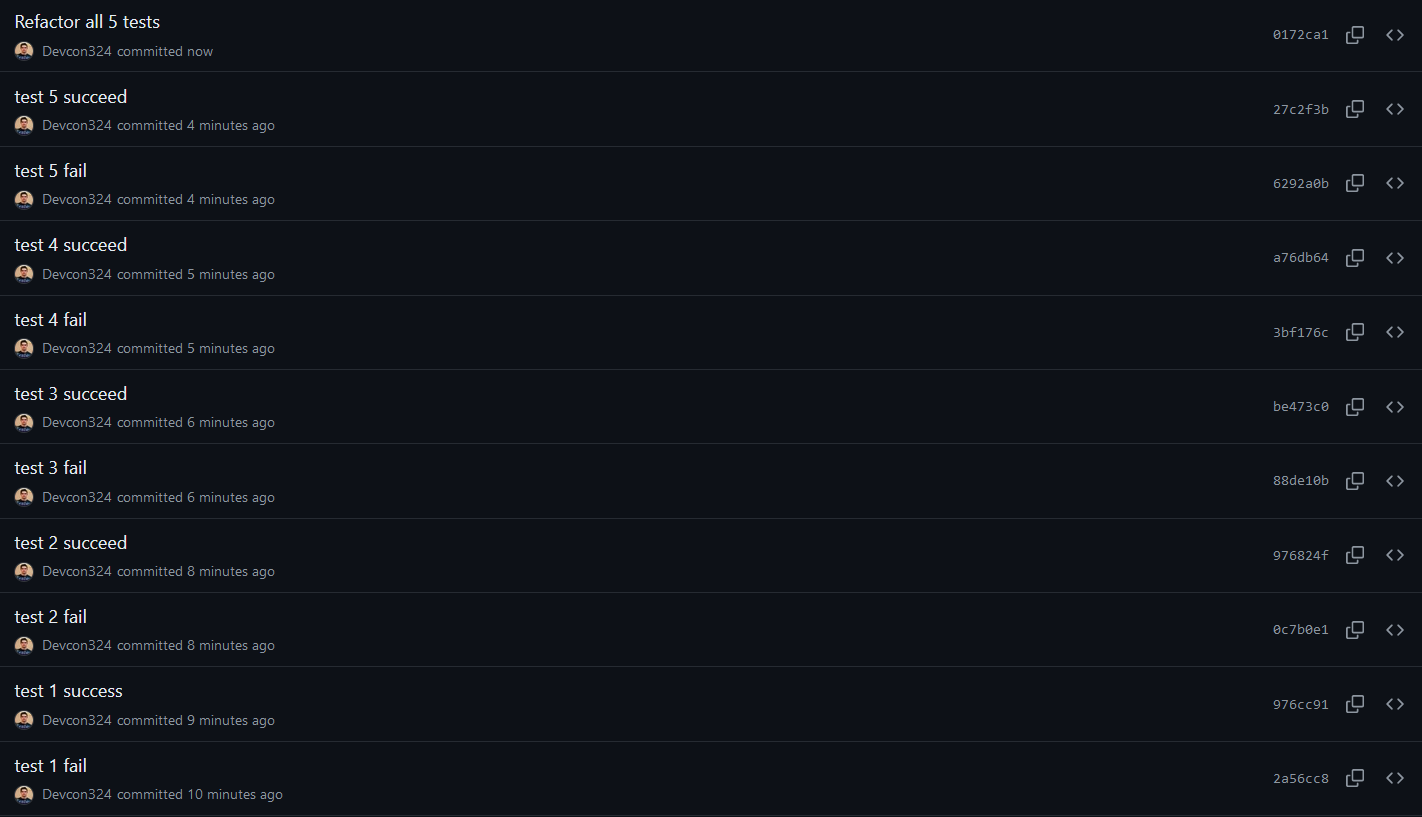 Refactor all 5 tests
Devcon324 committed now
0172ca1
test 5 succeed
Devcon324 committed 4 minutes ago
27c2f3b
test 5 fail
Devcon324 committed 4 minutes ago
6292a0b
test 4 succeed
Devcon324 committed 5 minutes ago
a76db64
test 4 fail
Devcon324 committed 5 minutes ago
3bf176c
test 3 succeed
Devcon324 committed 6 minutes ago
be473c0
test 3 fail
Devcon324 committed 6 minutes ago
88de10b
test 2 succeed
Devcon324 committed 8 minutes ago
976824f
test 2 fail
Devcon324 committed 8 minutes ago
0c7b0e1
test 1 success
Devcon324 committed 9 minutes ago
976cc91
test 1 fail
Devcon324 committed 10 minutes ago
2a56cc8